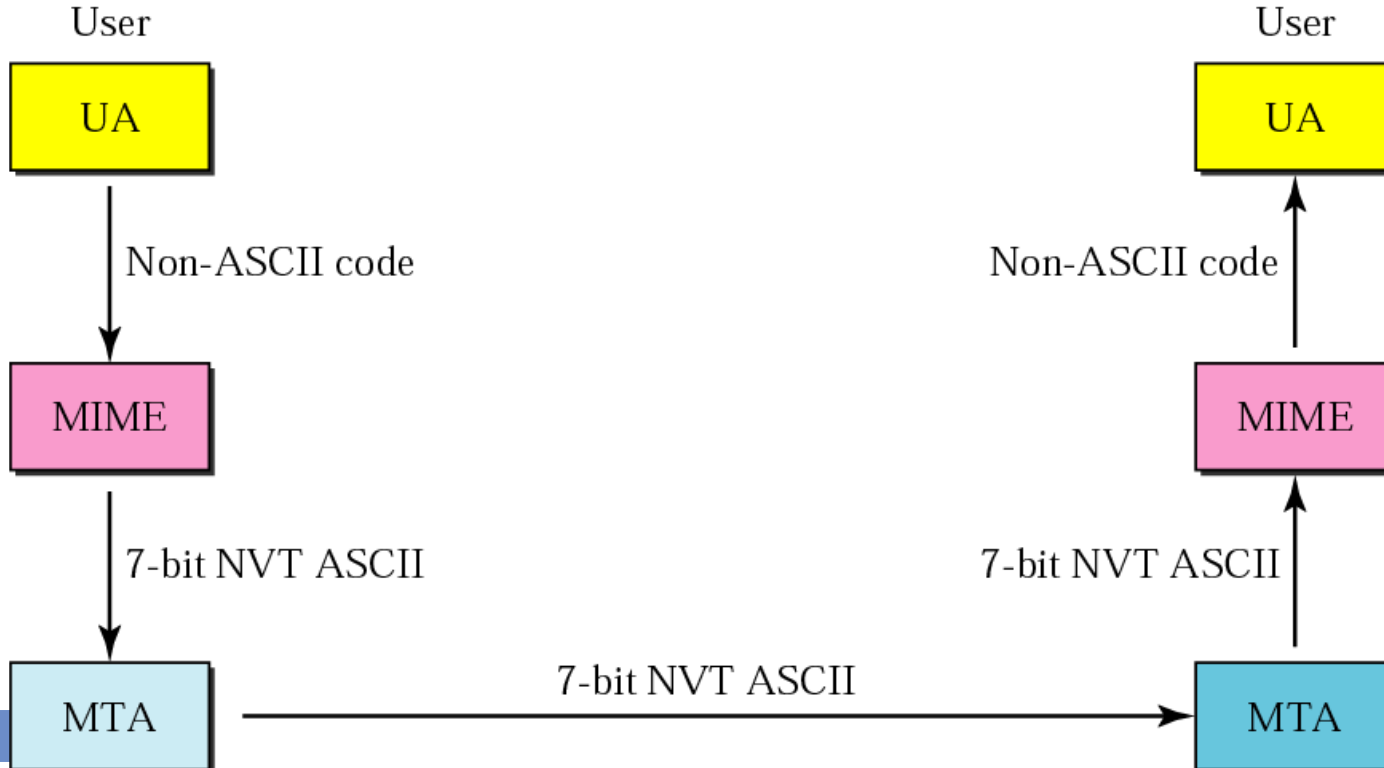 User
User
UA
UA
Non-ASCII code
Non-ASCII code
MIME
MIME
7-bit NVT ASCII
7-bit NVT ASCII
7-bit NVT ASCII
MTA
MTA